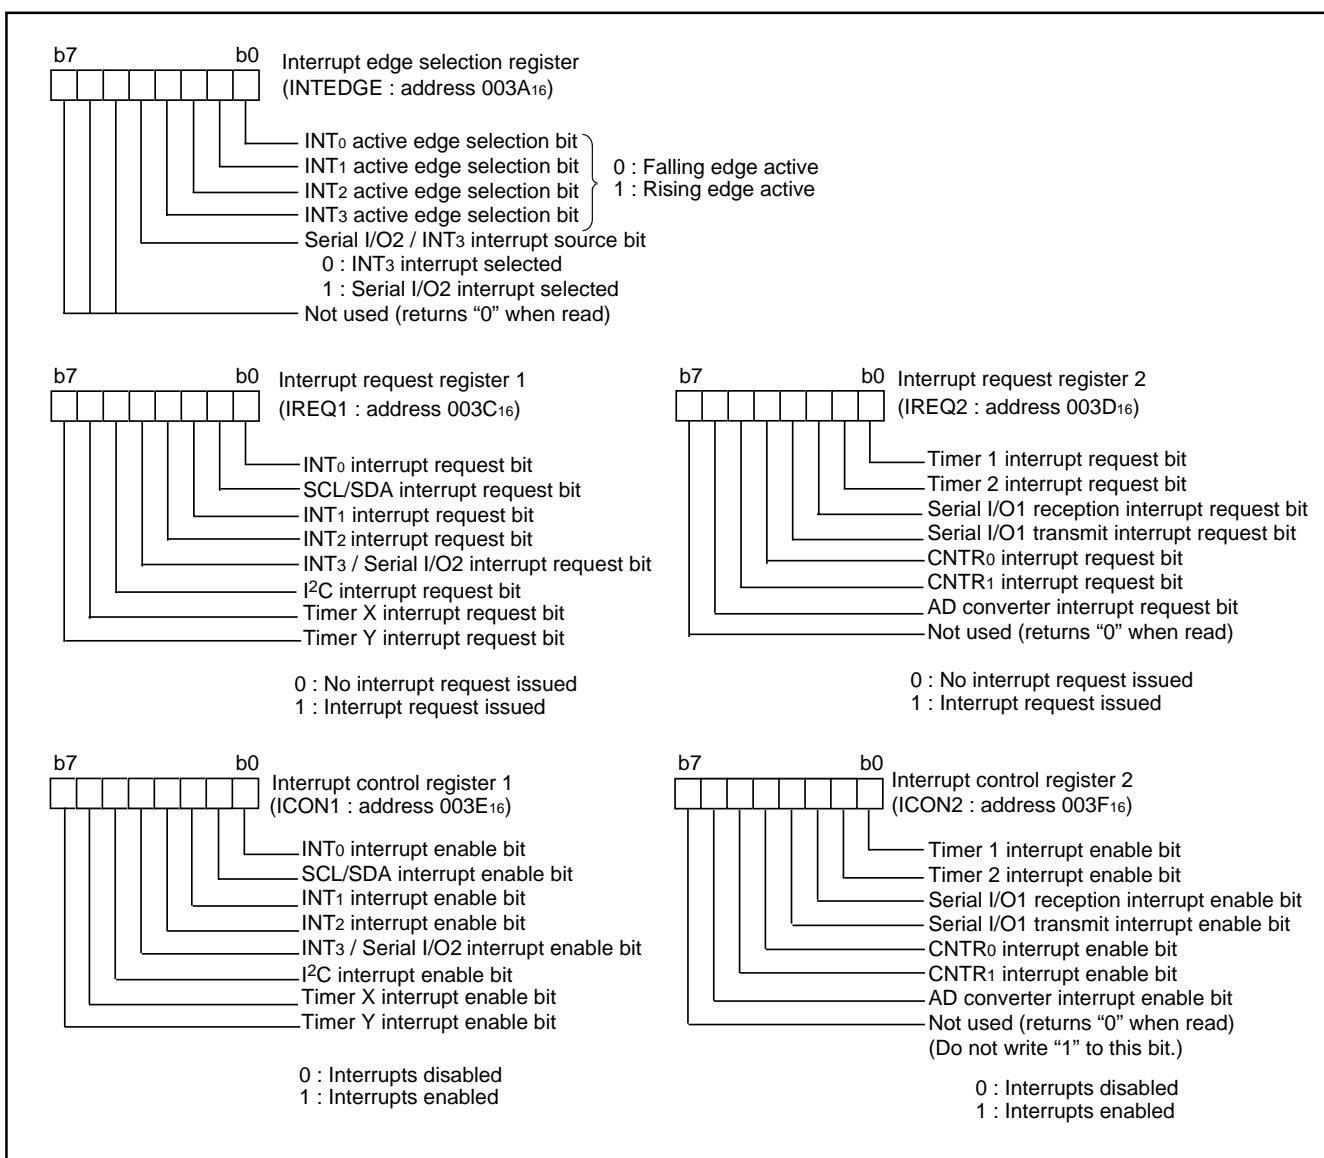 b7 b0 Interrupt edge selection register
(INTEDGE : address 003A16)
INT0 active edge selection bit
INT1 active edge selection bit
INT2 active edge selection bit
INT3 active edge selection bit
0 : Falling edge active
1 : Rising edge active
Serial I/O2 / INT3 interrupt source bit
0 : INT3 interrupt selected
1 : Serial I/O2 interrupt selected
Not used (returns “0” when read)
b7 b0 Interrupt request register 1
(IREQ1 : address 003C16)
INT0 interrupt request bit
SCL/SDA interrupt request bit
INT1 interrupt request bit
INT2 interrupt request bit
INT3 / Serial I/O2 interrupt request bit
I2C interrupt request bit
Timer X interrupt request bit
Timer Y interrupt request bit
0 : No interrupt request issued
1 : Interrupt request issued
b7 b0 Interrupt request register 2
(IREQ2 : address 003D16)
Timer 1 interrupt request bit
Timer 2 interrupt request bit
Serial I/O1 reception interrupt request bit
Serial I/O1 transmit interrupt request bit
CNTR0 interrupt request bit
CNTR1 interrupt request bit
AD converter interrupt request bit
Not used (returns “0” when read)
0 : No interrupt request issued
1 : Interrupt request issued
b7 b0 Interrupt control register 1
(ICON1 : address 003E16)
INT0 interrupt enable bit
SCL/SDA interrupt enable bit
INT1 interrupt enable bit
INT2 interrupt enable bit
INT3 / Serial I/O2 interrupt enable bit
I2C interrupt enable bit
Timer X interrupt enable bit
Timer Y interrupt enable bit
0 : Interrupts disabled
1 : Interrupts enabled
b7 b0 Interrupt control register 2
(ICON2 : address 003F16)
Timer 1 interrupt enable bit
Timer 2 interrupt enable bit
Serial I/O1 reception interrupt enable bit
Serial I/O1 transmit interrupt enable bit
CNTR0 interrupt enable bit
CNTR1 interrupt enable bit
AD converter interrupt enable bit
Not used (returns “0” when read)
(Do not write “1” to this bit.)
0 : Interrupts disabled
1 : Interrupts enabled